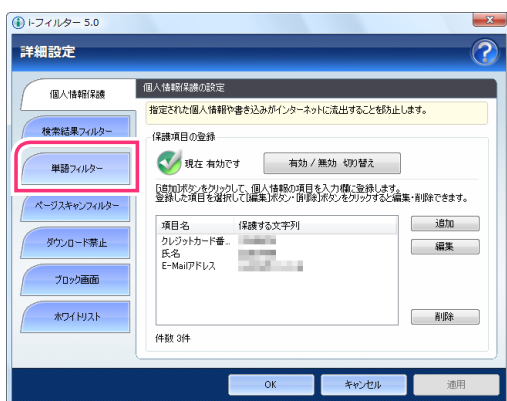 i-フィルター 5.0
詳細設定
個人情報保護
検索結果フィルター
単語フィルター
ページスキャンフィルター
ダウンロード禁止
ブロック画面
ホワイトリスト
個人情報保護の設定
指定された個人情報や書き込みがインターネットに流出することを防止します。
保護項目の登録
現在 有効です
有効 / 無効 切り替え
[追加]ボタンをクリックして、個人情報の項目を入力欄に登録します。
登録した項目を選択して[編集]ボタン・[削除]ボタンをクリックすると編集・削除できます。
項目名 保護する文字列
クレジットカード番...
氏名
E-Mailアドレス
追加
編集
削除
件数 3件
OK キャンセル 適用